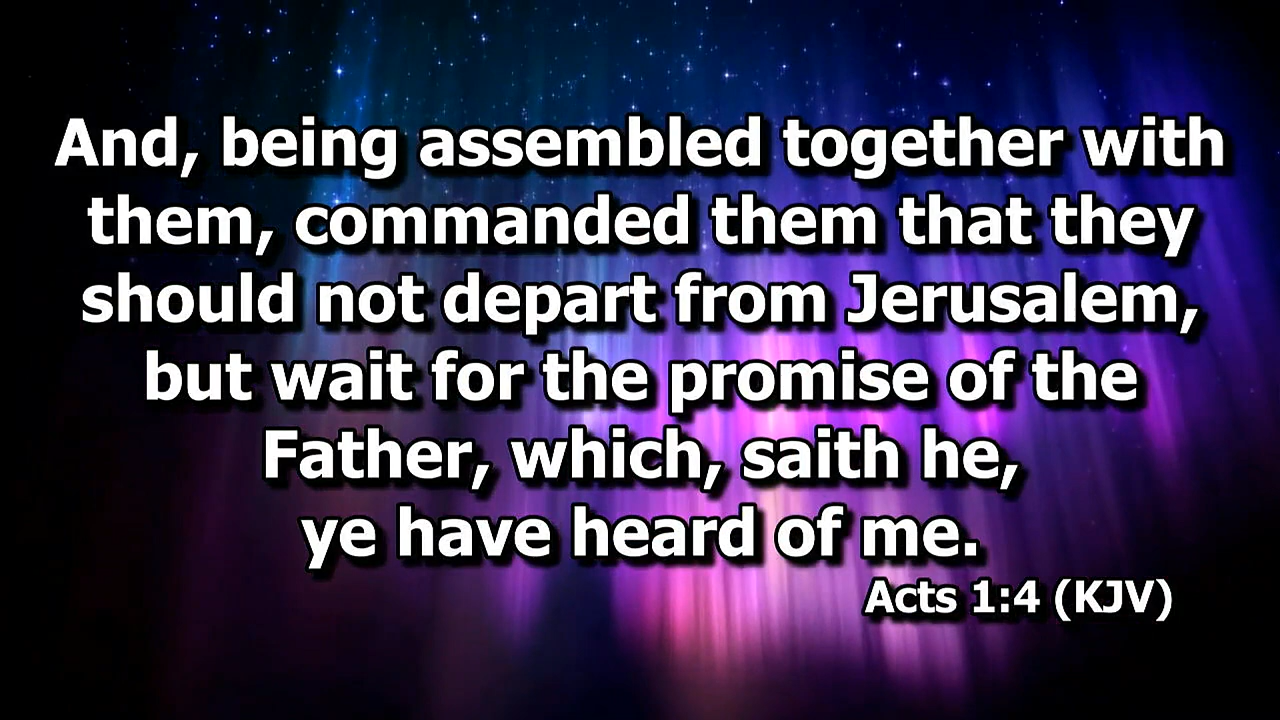 And, being assembled together with
them, commanded them that they
should not depart from Jerusalem,
but wait for the promise of the
Father, which, saith he,
ye have heard of me.
Acts 1:4 (KJV)